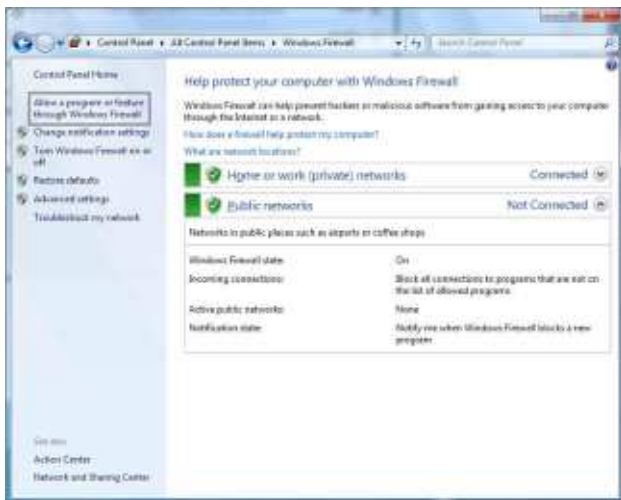 Control Panel
All Control Panel Items
Windows Firewall
Search Control Panel
Control Panel Home
Allow a program or feature
through Windows Firewall
Change notification settings
Turn Windows Firewall on or
off
Restore defaults
Advanced settings
Troubleshoot my network
See also
Action Center
Network and Sharing Center
Help protect your computer with Windows Firewall
Windows Firewall can help prevent hackers or malicious software from gaining access to your computer
through the Internet or a network.
How does a firewall help protect my computer?
What are network locations?
Home or work (private) networks Connected
Public networks Not Connected
Networks in public places such as airports or coffee shops
Windows Firewall state: On
Incoming connections: Block all connections to programs that are not on
the list of allowed programs
Active public networks: None
Notification state: Notify me when Windows Firewall blocks a new
program